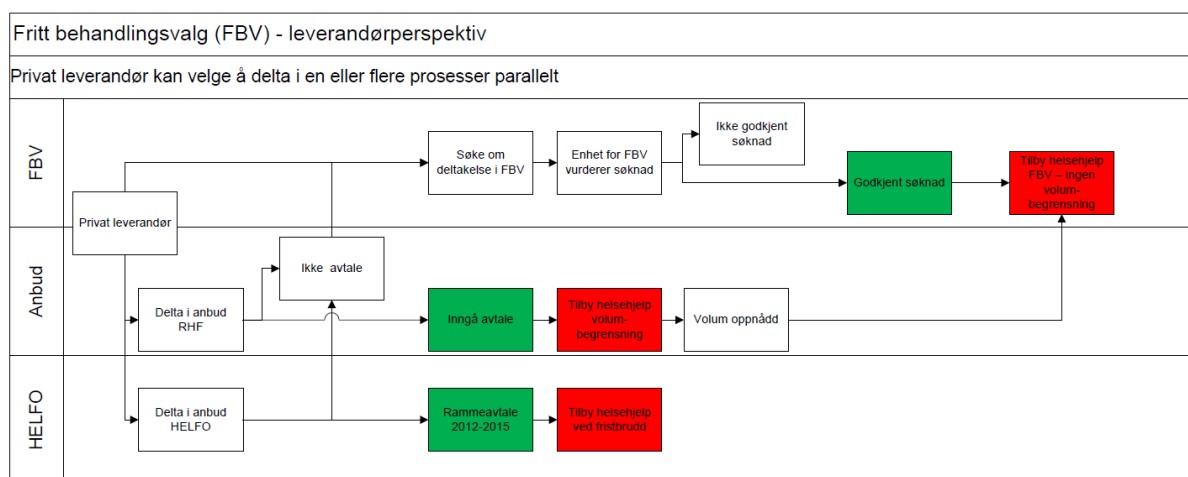 Fritt behandlingsvalg (FBV) - leverandørperspektiv
Privat leverandør kan velge å delta i en eller flere prosesser parallelt
FBV
Ikke godkjent
søknad
Søke om
deltakelse i FBV
Enhet for FBV
vurderer søknad
Godkjent søknad
Tilby helsehjelp
FBV – ingen
volum-
begrensning
Privat leverandør
Anbud
Ikke avtale
Delta i anbud
RHF
Inngå avtale
Tilby helsehjelp
volum-
begrensning
Volum oppnådd
HELFO
Delta i anbud
HELFO
Rammeavtale
2012-2015
Tilby helsehjelp
ved fristbrudd